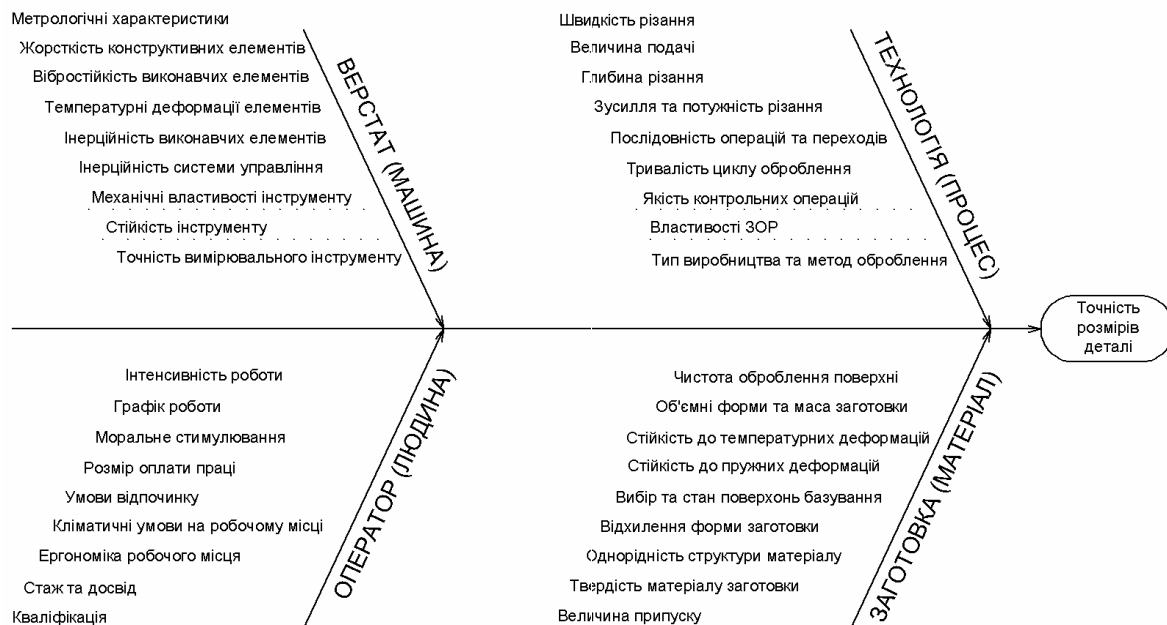 Метрологічні характеристики
Жорсткість конструктивних елементів
Вібростійкість виконавчих елементів
Температурні деформації елементів
Інерційність виконавчих елементів
Інерційність системи управління
Механічні властивості інструменту
Стійкість інструменту
Точність вимірювального інструменту
ВЕРСТАТ (МАШИНА)
Швидкість різання
Величина подачі
Глибина різання
Зусилля та потужність різання
Послідовність операцій та переходів
Тривалість циклу оброблення
Якість контрольних операцій
Властивості ЗОР
Тип виробництва та метод оброблення
ТЕХНОЛОГІЯ (ПРОЦЕС)
Точність
розмірів
деталі
Інтенсивність роботи
Графік роботи
Моральне стимулювання
Розмір оплати праці
Умови відпочинку
Кліматичні умови на робочому місці
Ергономіка робочого місця
Стаж та досвід
Кваліфікація
ОПЕРАТОР (ЛЮДИНА)
Чистота оброблення поверхні
Об'ємні форми та маса заготовки
Стійкість до температурних деформацій
Стійкість до пружних деформацій
Вибір та стан поверхонь базування
Відхилення форми заготовки
Однорідність структури матеріалу
Твердість матеріалу заготовки
Величина припуску
ЗАГОТОВКА (МАТЕРІАЛ)